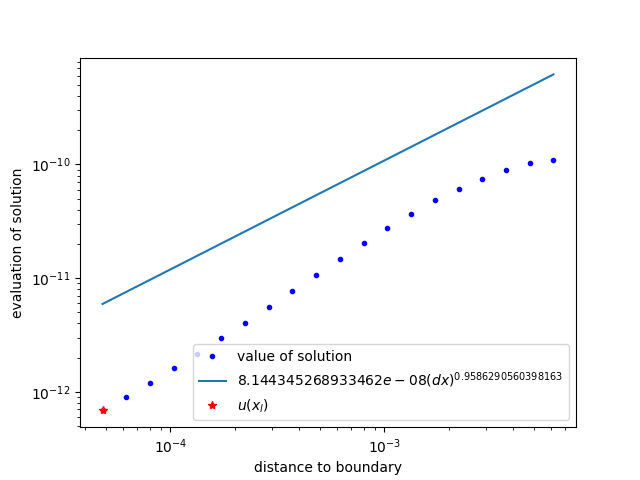 evaluation of solution
10⁻¹⁰
10⁻¹¹
10⁻¹²
value of solution
8.144345268933462e − 08(dx)^0.9586290560398163
u(x_I)
10⁻⁴
10⁻³
distance to boundary